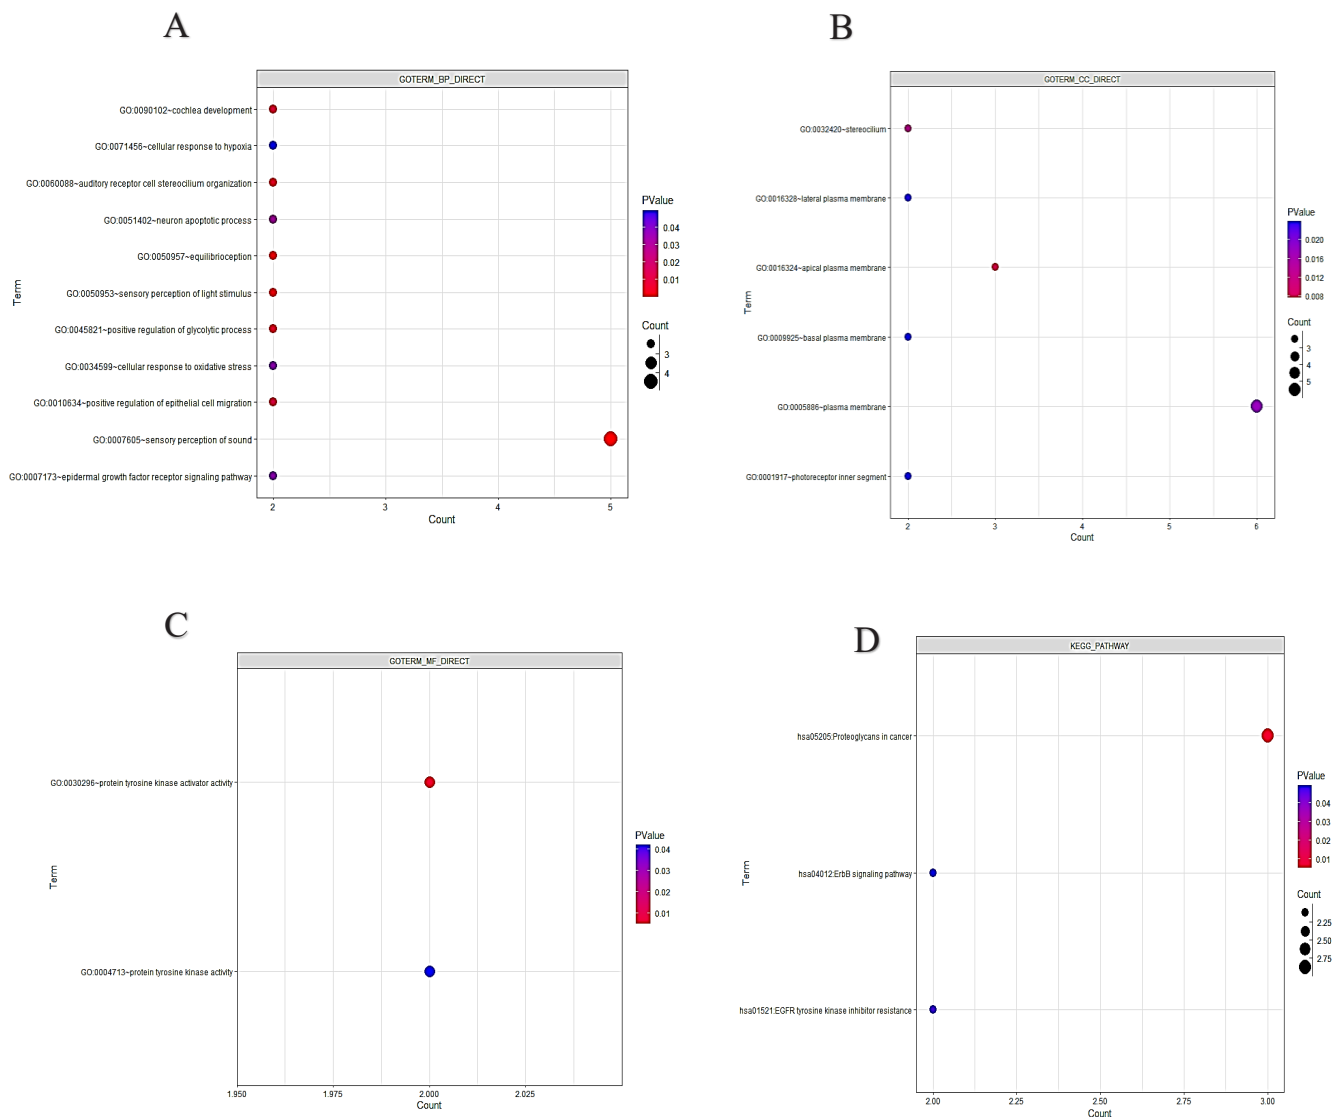 A
GOTERM_BP_DIRECT
GO:0090102~cochlea development
GO:0071456~cellular response to hypoxia
GO:0060088~auditory receptor cell stereocilium organization
GO:0051402~neuron apoptotic process
GO:0050957~equilibrioception
GO:0050953~sensory perception of light stimulus
GO:0045821~positive regulation of glycolytic process
GO:0034599~cellular response to oxidative stress
GO:0010634~positive regulation of epithelial cell migration
GO:0007605~sensory perception of sound
GO:0007173~epidermal growth factor receptor signaling pathway
Term
2 3 4 5
Count
PValue
0.04
0.03
0.02
0.01
Count
3
4
B
GOTERM_CC_DIRECT
GO:0032420~stereocilium
GO:0016328~lateral plasma membrane
GO:0016324~apical plasma membrane
GO:0009925~basal plasma membrane
GO:0005886~plasma membrane
GO:0001917~photoreceptor inner segment
Term
2 3 4 5 6
Count
PValue
0.020
0.016
0.012
0.008
Count
3
4
5
C
GOTERM_MF_DIRECT
GO:0030296~protein tyrosine kinase activator activity
GO:0004713~protein tyrosine kinase activity
Term
1.950 1.975 2.000 2.025
Count
PValue
0.04
0.03
0.02
0.01
D
KEGG_PATHWAY
hsa05205:Proteoglycans in cancer
hsa04012:ErbB signaling pathway
hsa01521:EGFR tyrosine kinase inhibitor resistance
Term
2.00 2.25 2.50 2.75 3.00
Count
PValue
0.04
0.03
0.02
0.01
Count
2.25
2.50
2.75